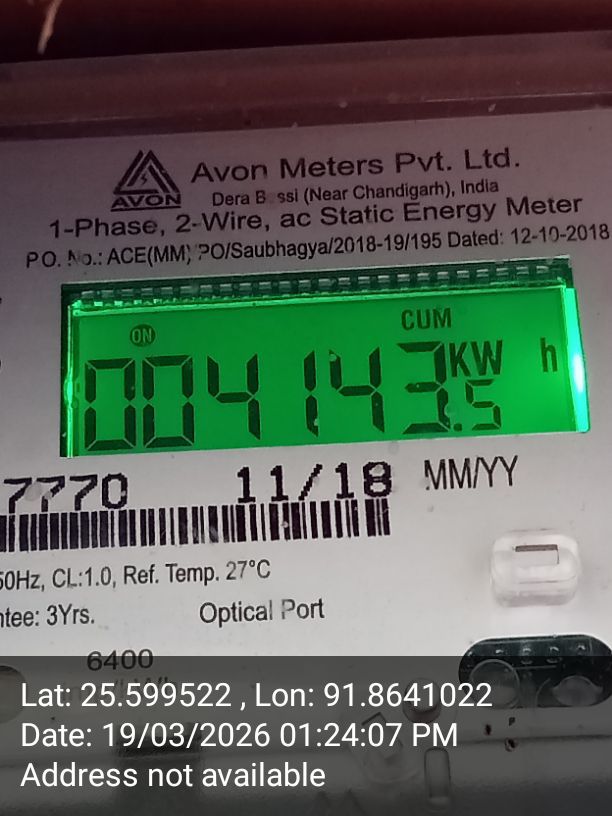 Avon Meters Pvt. Ltd.
AVON
Dera Bassi (Near Chandigarh), India
1-Phase, 2-Wire, ac Static Energy Meter
P.O. No.: ACE(MM) PO/Saubhagya/2018-19/195 Dated: 12-10-2018
ON CUM
004143.5 KW h
7770 11/18 MM/YY
50Hz, CL:1.0, Ref. Temp. 27°C
3Yrs. Optical Port
6400
Lat: 25.599522 , Lon: 91.8641022
Date: 19/03/2026 01:24:07 PM
Address not available